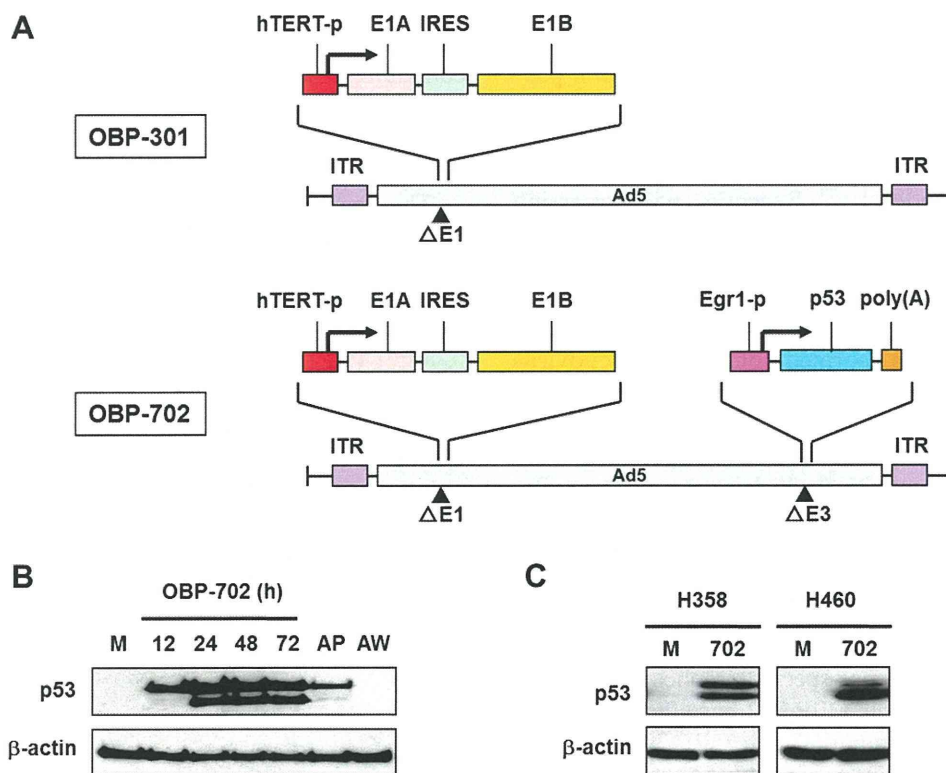 A
hTERT-p E1A IRES E1B
OBP-301
ITR ITR
Ad5
△E1
hTERT-p E1A IRES E1B Egr1-p p53 poly(A)
OBP-702
ITR ITR
Ad5
△E1 △E3
B
OBP-702 (h)
M 12 24 48 72 AP AW
p53
β-actin
C
H358 H460
M 702 M 702
p53
β-actin